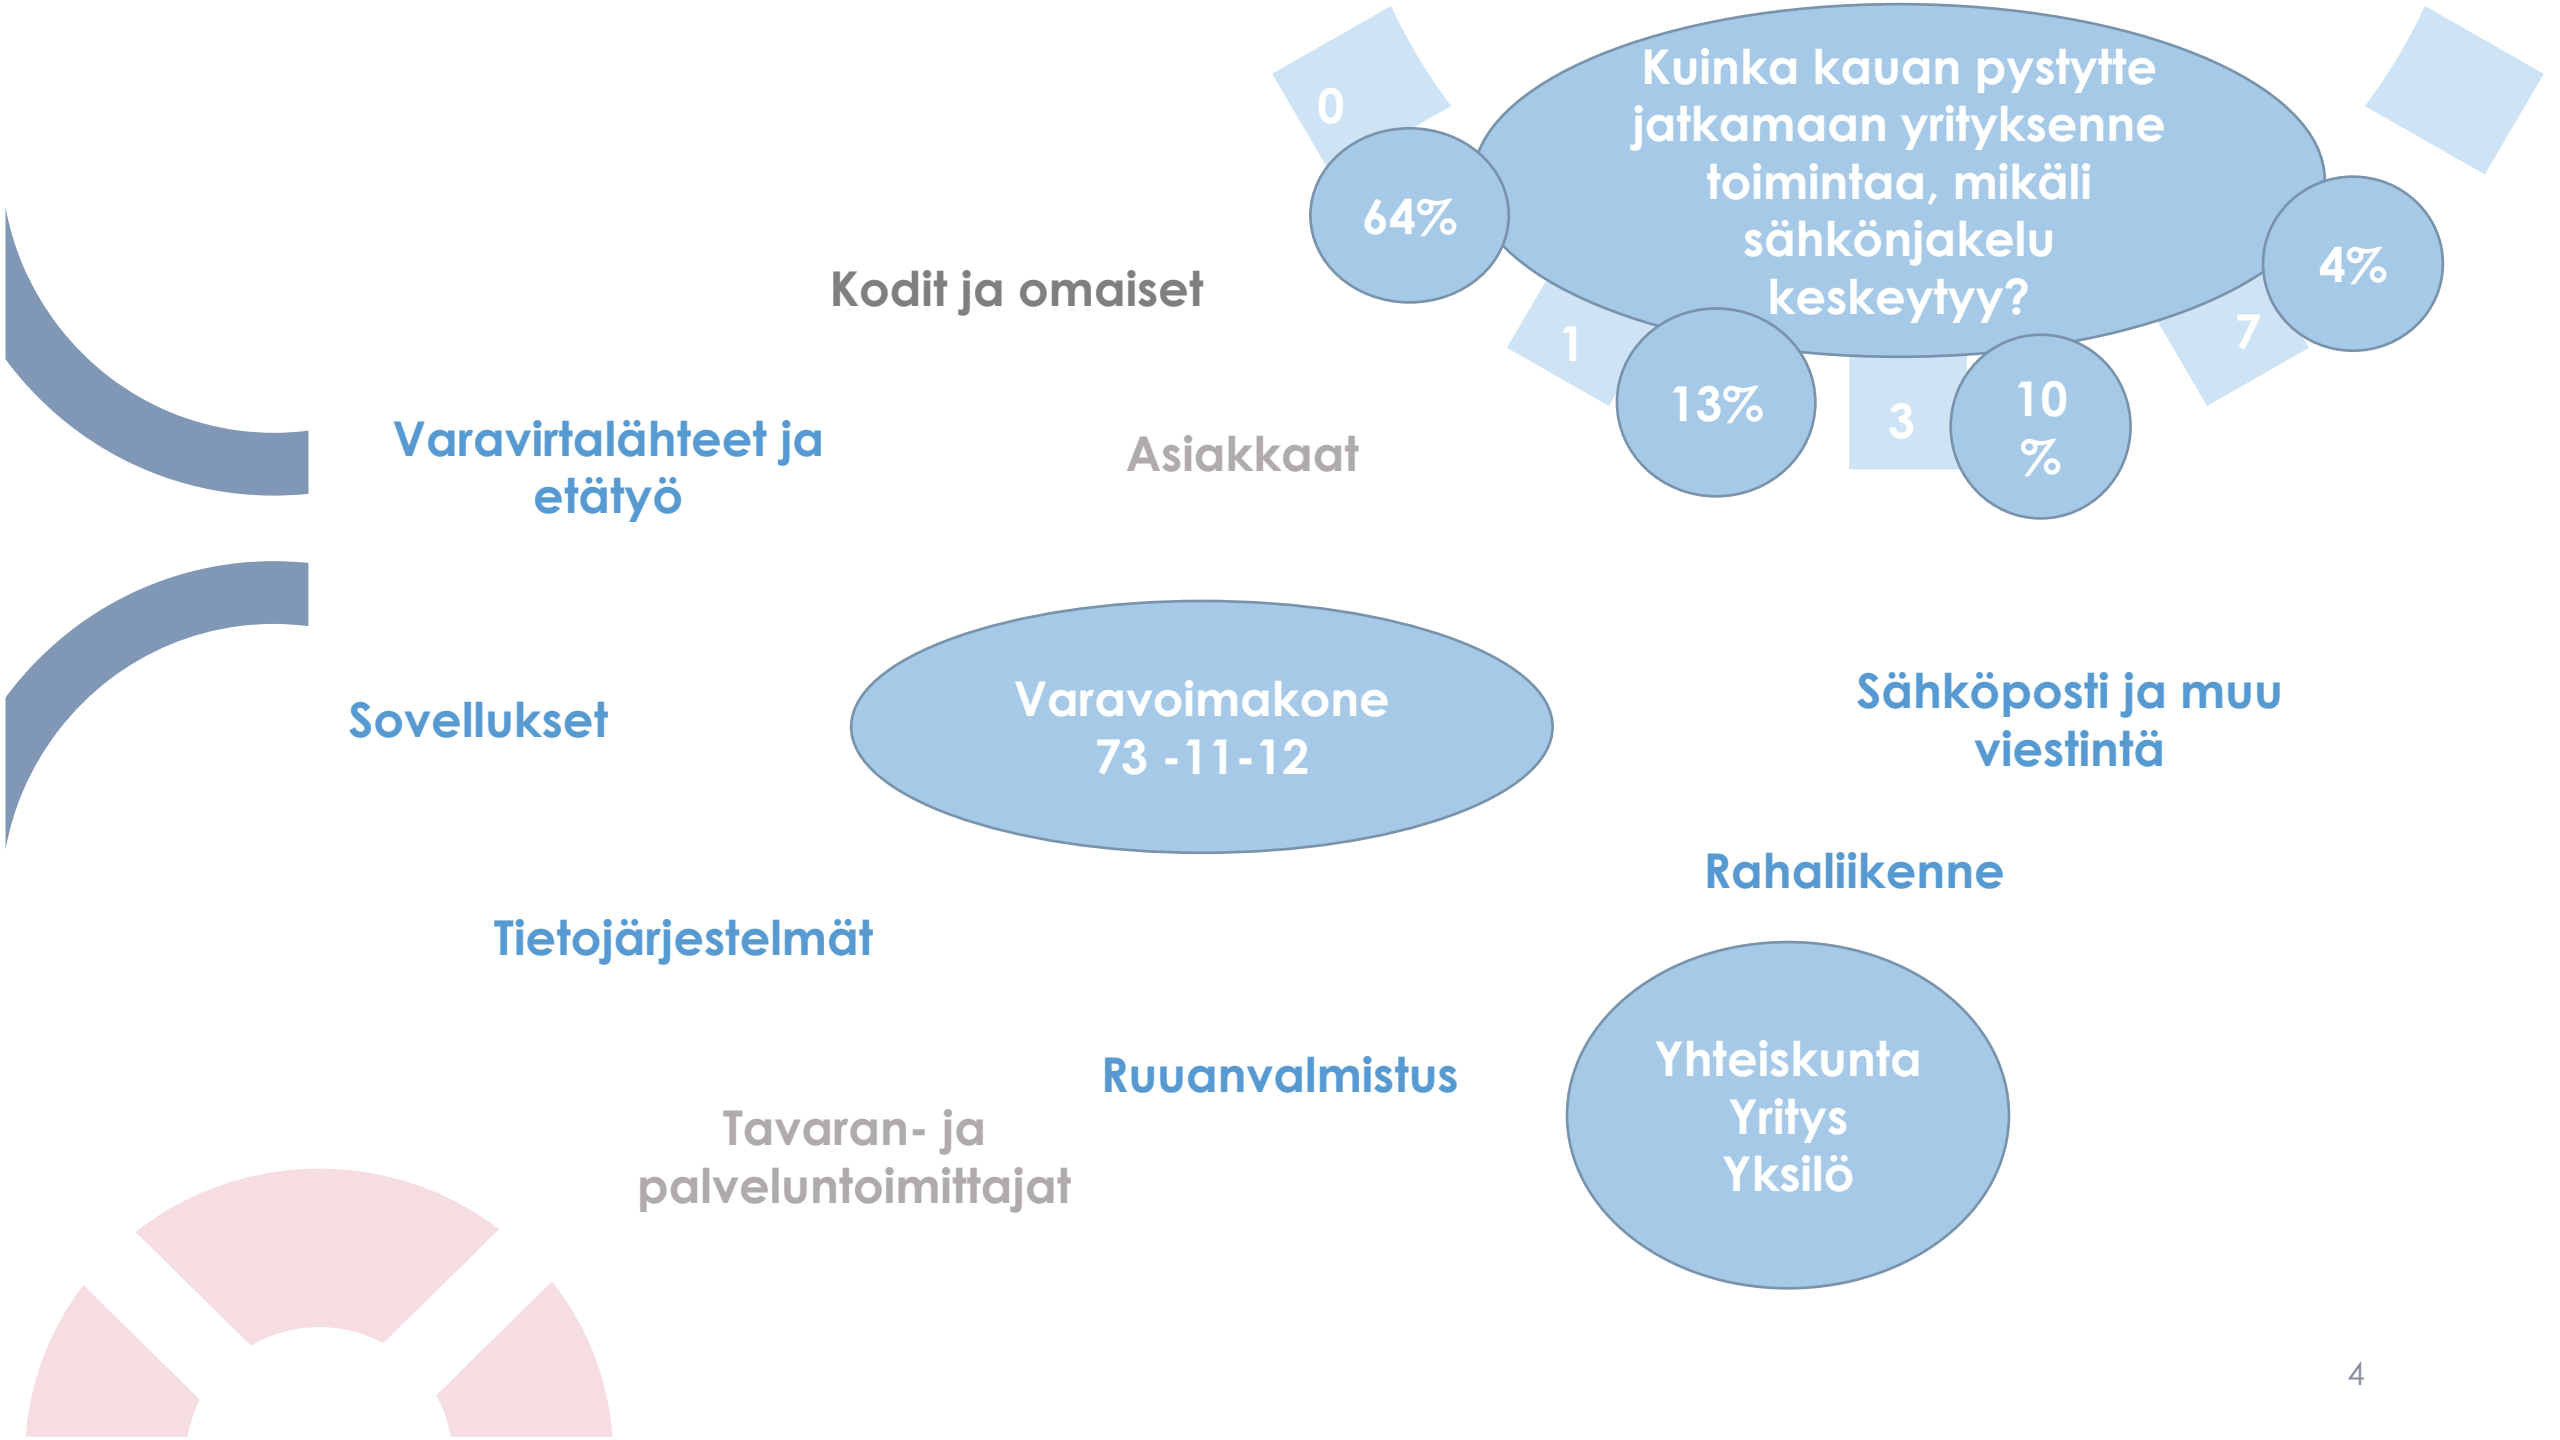 Kuinka kauan pystytte
jatkamaan yrityksenne
toimintaa, mikäli
sähkönjakelu
keskeytyy?
0
64%
1
13%
3
10
%
7
4%
Kodit ja omaiset
Varavirtalähteet ja
etätyö
Asiakkaat
Sovellukset
Varavoimakone
73 -11-12
Sähköposti ja muu
viestintä
Rahaliikenne
Tietojärjestelmät
Ruuanvalmistus
Tavaran- ja
palveluntoimittajat
Yhteiskunta
Yritys
Yksilö
4